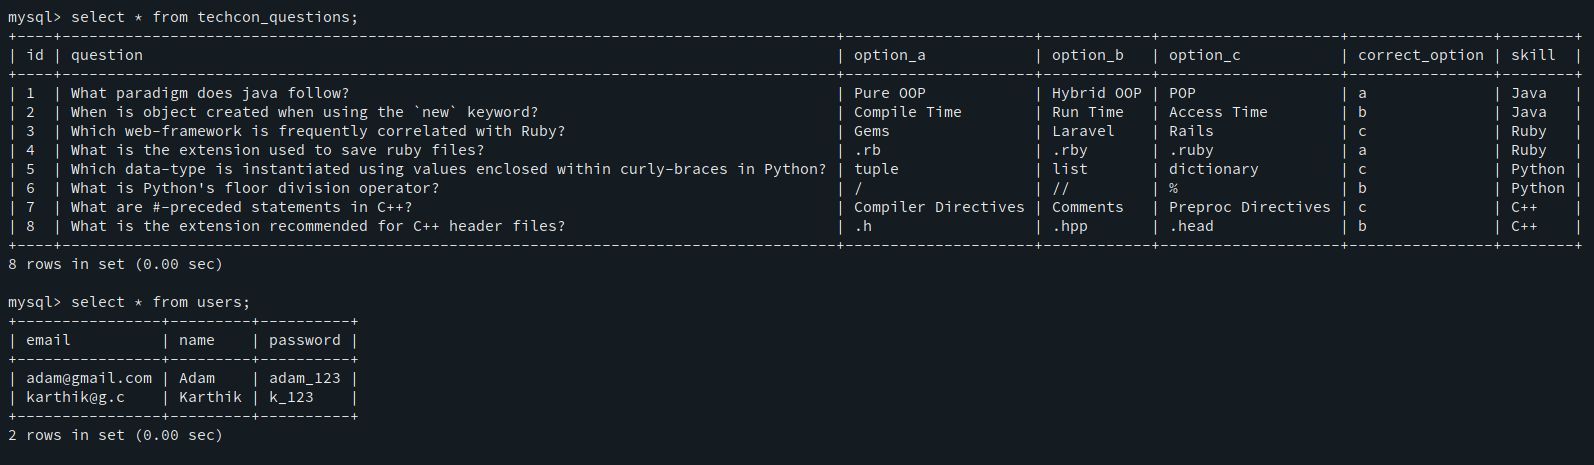 mysql> select * from techcon_questions;
+----+--------------------------------------------------------------------------------------+---------------------+------------+--------------------+----------------+--------+
| id | question                                                                             | option_a            | option_b   | option_c           | correct_option | skill  |
+----+--------------------------------------------------------------------------------------+---------------------+------------+--------------------+----------------+--------+
| 1  | What paradigm does java follow?                                                      | Pure OOP            | Hybrid OOP | POP                | a              | Java   |
| 2  | When is object created when using the `new` keyword?                                 | Compile Time        | Run Time   | Access Time        | b              | Java   |
| 3  | Which web-framework is frequently correlated with Ruby?                              | Gems                | Laravel    | Rails              | c              | Ruby   |
| 4  | What is the extension used to save ruby files?                                       | .rb                 | .rby       | .ruby              | a              | Ruby   |
| 5  | Which data-type is instantiated using values enclosed within curly-braces in Python? | tuple               | list       | dictionary         | c              | Python |
| 6  | What is Python's floor division operator?                                            | /                   | //         | %                  | b              | Python |
| 7  | What are #-preceded statements in C++?                                               | Compiler Directives | Comments   | Preproc Directives | c              | C++    |
| 8  | What is the extension recommended for C++ header files?                              | .h                  | .hpp       | .head              | b              | C++    |
+----+--------------------------------------------------------------------------------------+---------------------+------------+--------------------+----------------+--------+
8 rows in set (0.00 sec)
mysql> select * from users;
+----------------+---------+----------+
| email          | name    | password |
+----------------+---------+----------+
| adam@gmail.com | Adam    | adam_123 |
| karthik@g.c    | Karthik | k_123    |
+----------------+---------+----------+
2 rows in set (0.00 sec)